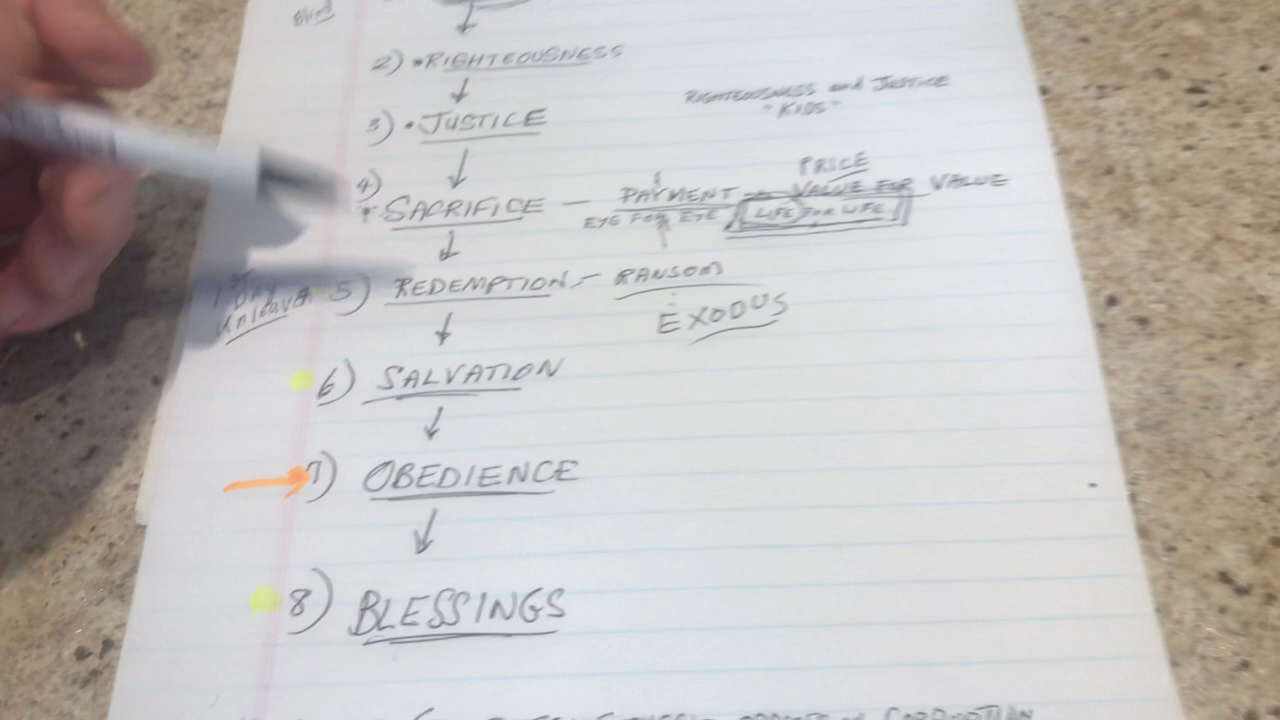 2) • RIGHTEOUSNESS
3) • JUSTICE
RIGHTEOUSNESS and JUSTICE
"KIDS"
4) SACRIFICE — PAYMENT — VALUE FOR VALUE
PRICE
EYE FOR EYE
LIFE FOR LIFE
5) REDEMPTION - RANSOM
EXODUS
6) SALVATION
7) OBEDIENCE
8) BLESSINGS